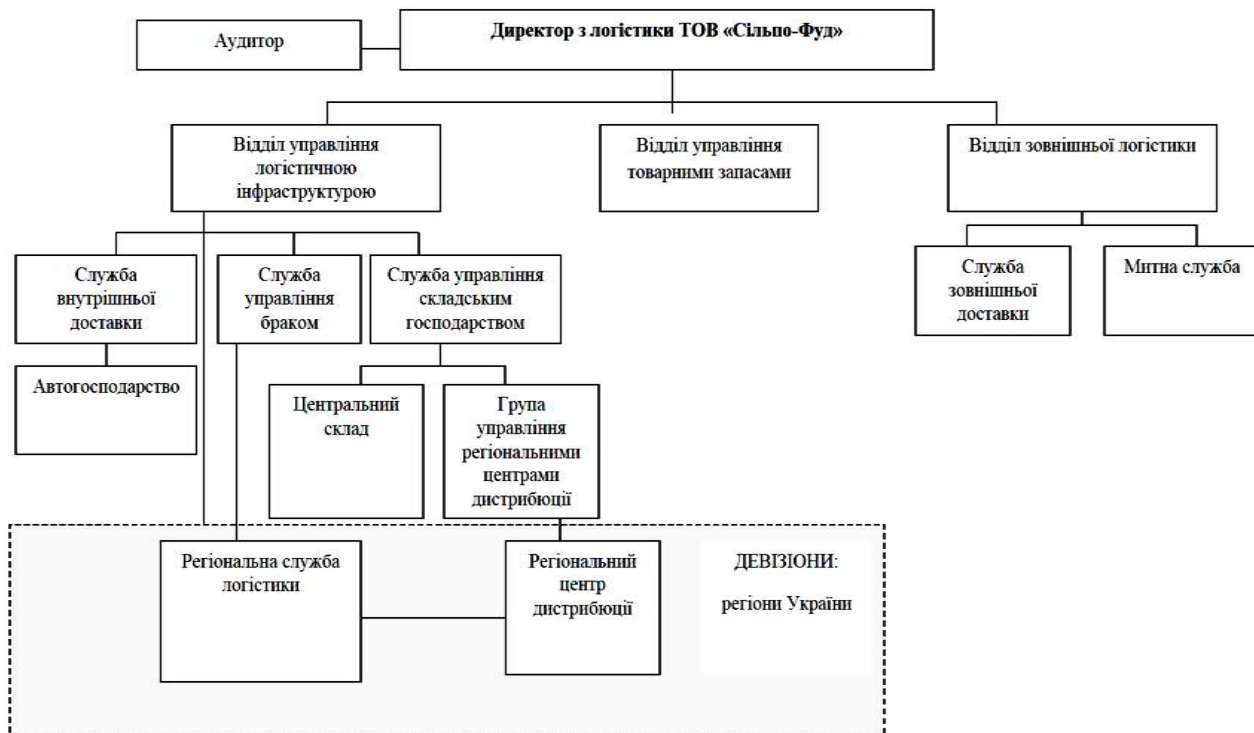 Аудитор
Директор з логістики ТОВ «Сільпо-Фуд»
Відділ управління
логістичною
інфраструктурою
Відділ управління
товарними запасами
Відділ зовнішньої логістики
Служба
внутрішньої
доставки
Служба
управління
браком
Служба управління
складським
господарством
Служба
зовнішньої
доставки
Митна служба
Автогосподарство
Центральний
склад
Група
управління
регіональними
центрами
дистрибюції
Регіональна служба
логістики
Регіональний
центр
дистрибюції
ДЕВІЗІОНИ:
регіони України